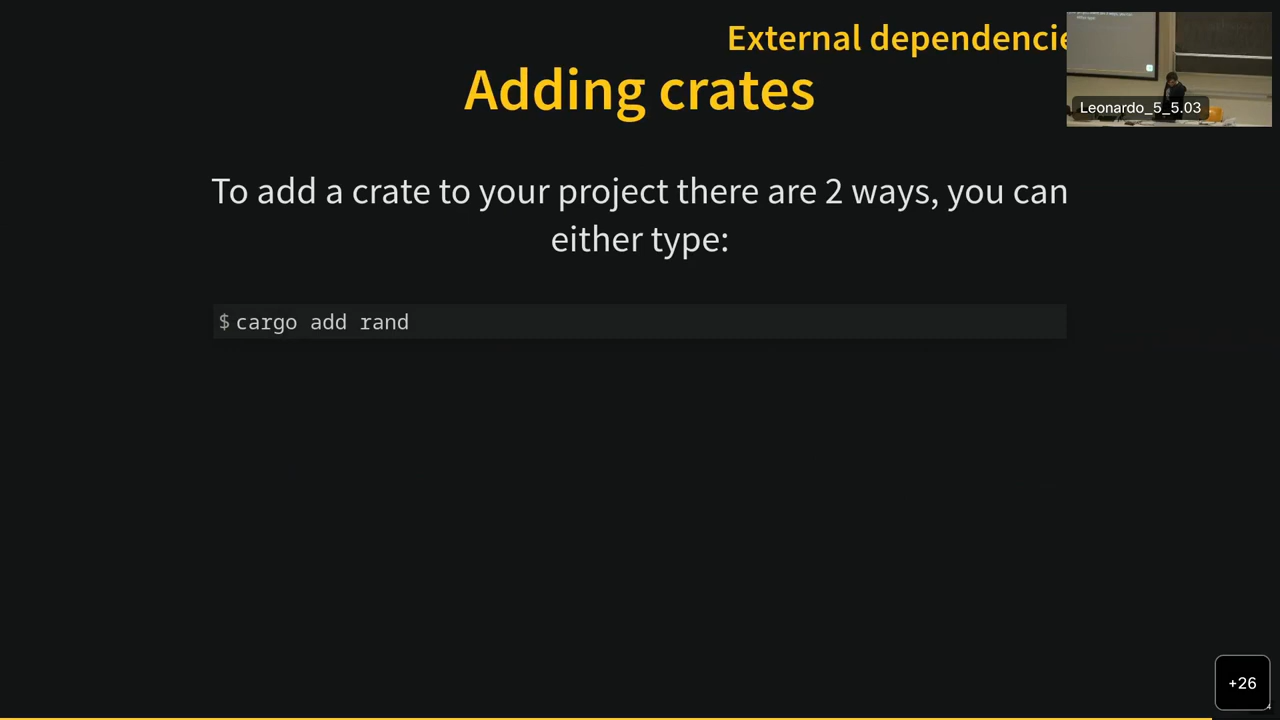 External dependencie
Adding crates
Leonardo_5_5.03
To add a crate to your project there are 2 ways, you can
either type:
$ cargo add rand
+26